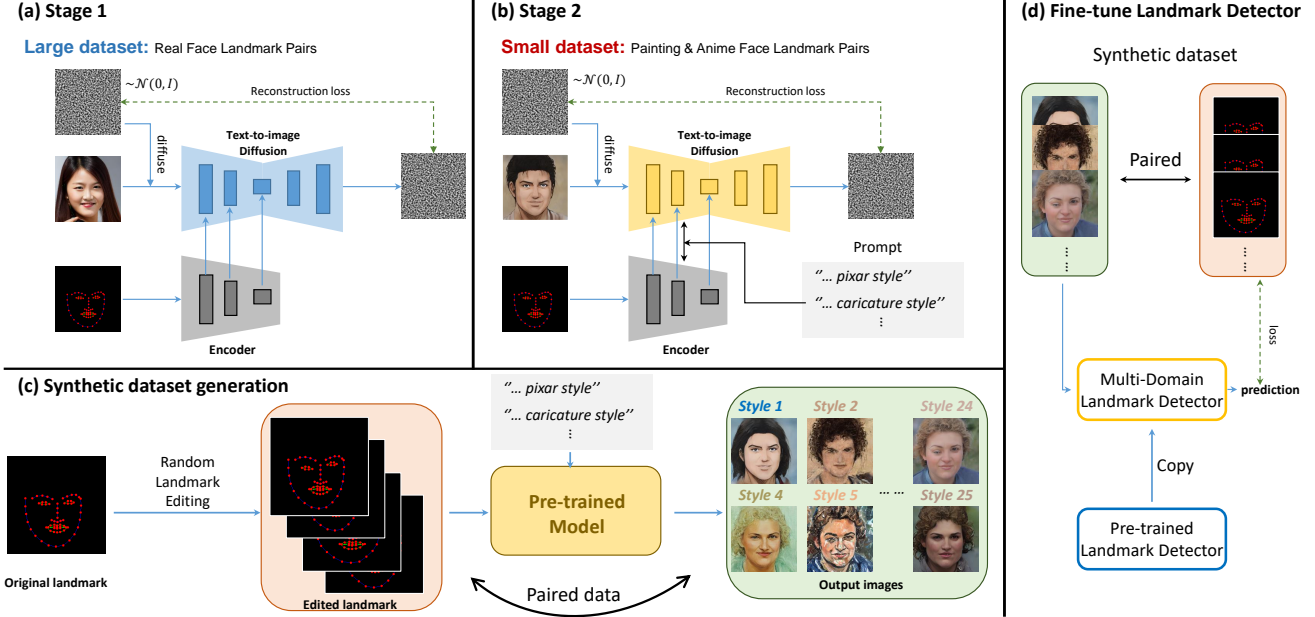 (a) Stage 1
Large dataset: Real Face Landmark Pairs
~𝒩(0, I)
Reconstruction loss
diffuse
Text-to-image
Diffusion
Encoder
(b) Stage 2
Small dataset: Painting & Anime Face Landmark Pairs
~𝒩(0, I)
Reconstruction loss
diffuse
Text-to-image
Diffusion
Prompt
‘’... pixar style’’
‘’... caricature style’’
⋮
Encoder
(c) Synthetic dataset generation
Original landmark
Random
Landmark
Editing
Edited landmark
‘’... pixar style’’
‘’... caricature style’’
⋮
Pre-trained
Model
Paired data
Style 1
Style 2
Style 24
Style 4
Style 5
... ...
Style 25
Output images
(d) Fine-tune Landmark Detector
Synthetic dataset
Paired
loss
Multi-Domain
Landmark Detector
prediction
Copy
Pre-trained
Landmark Detector